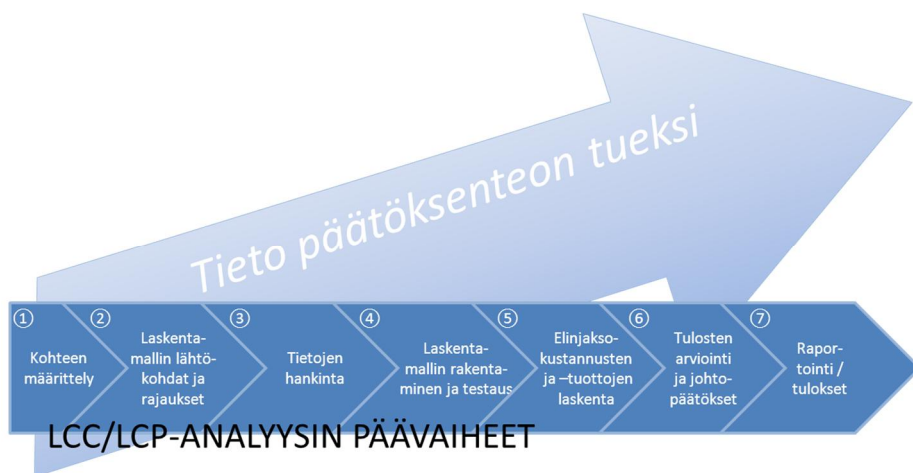 Tieto päätöksenteon tueksi
①
Kohteen
määrittely
②
Laskenta-
mallin lähtö-
kohdat ja
rajaukset
③
Tietojen
hankinta
④
Laskenta-
mallin rakenta-
minen ja testaus
⑤
Elinjakso-
kustannusten
ja –tuottojen
laskenta
⑥
Tulosten
arviointi
ja johto-
päätökset
⑦
Rapor-
tointi /
tulokset
LCC/LCP-ANALYYSIN PÄÄVAIHEET